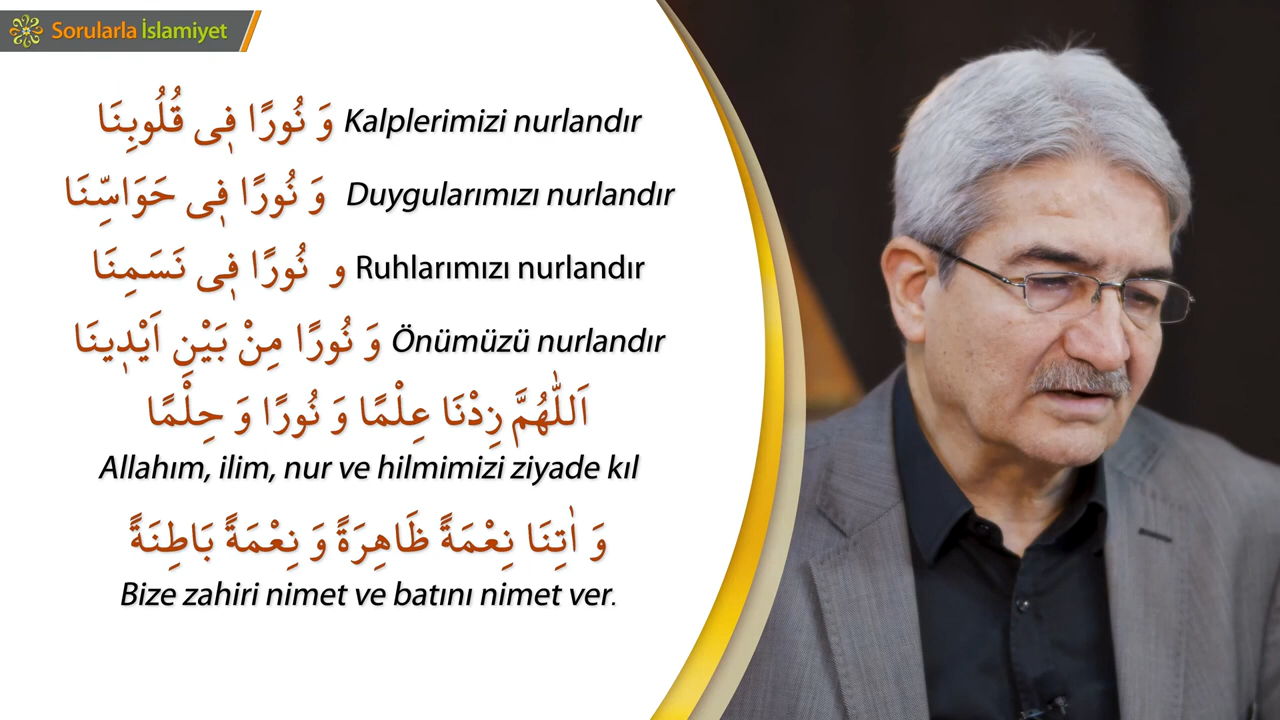 Sorularla İslamiyet
وَ نُورًا فٖى قُلُوبِنَا Kalplerimizi nurlandır
وَ نُورًا فٖى حَوَاسِّنَا Duygularımızı nurlandır
و نُورًا فٖى نَسَمِنَا Ruhlarımızı nurlandır
وَ نُورًا مِنْ بَيْنِ اَيْدٖينَا Önümüzü nurlandır
اَللّٰهُمَّ زِدْنَا عِلْمًا وَ نُورًا وَ حِلْمًا
Allahım, ilim, nur ve hilmimizi ziyade kıl
وَ اٰتِنَا نِعْمَةً ظَاهِرَةً وَ نِعْمَةً بَاطِنَةً
Bize zahiri nimet ve batını nimet ver.